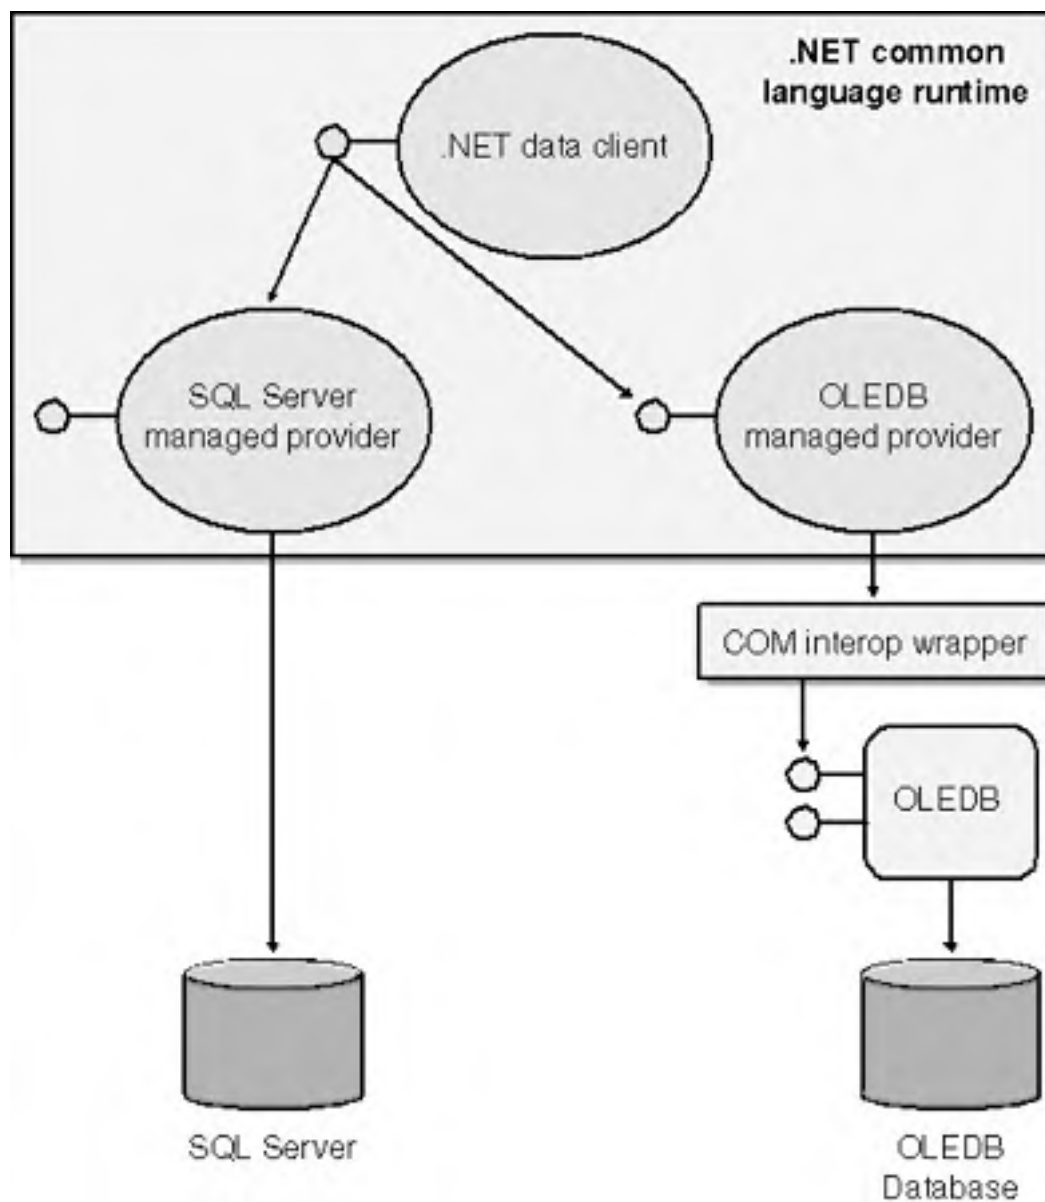 .NET common
language runtime
.NET data client
SQL Server
managed provider
OLEDB
managed provider
COM interop wrapper
OLEDB
SQL Server
OLEDB
Database